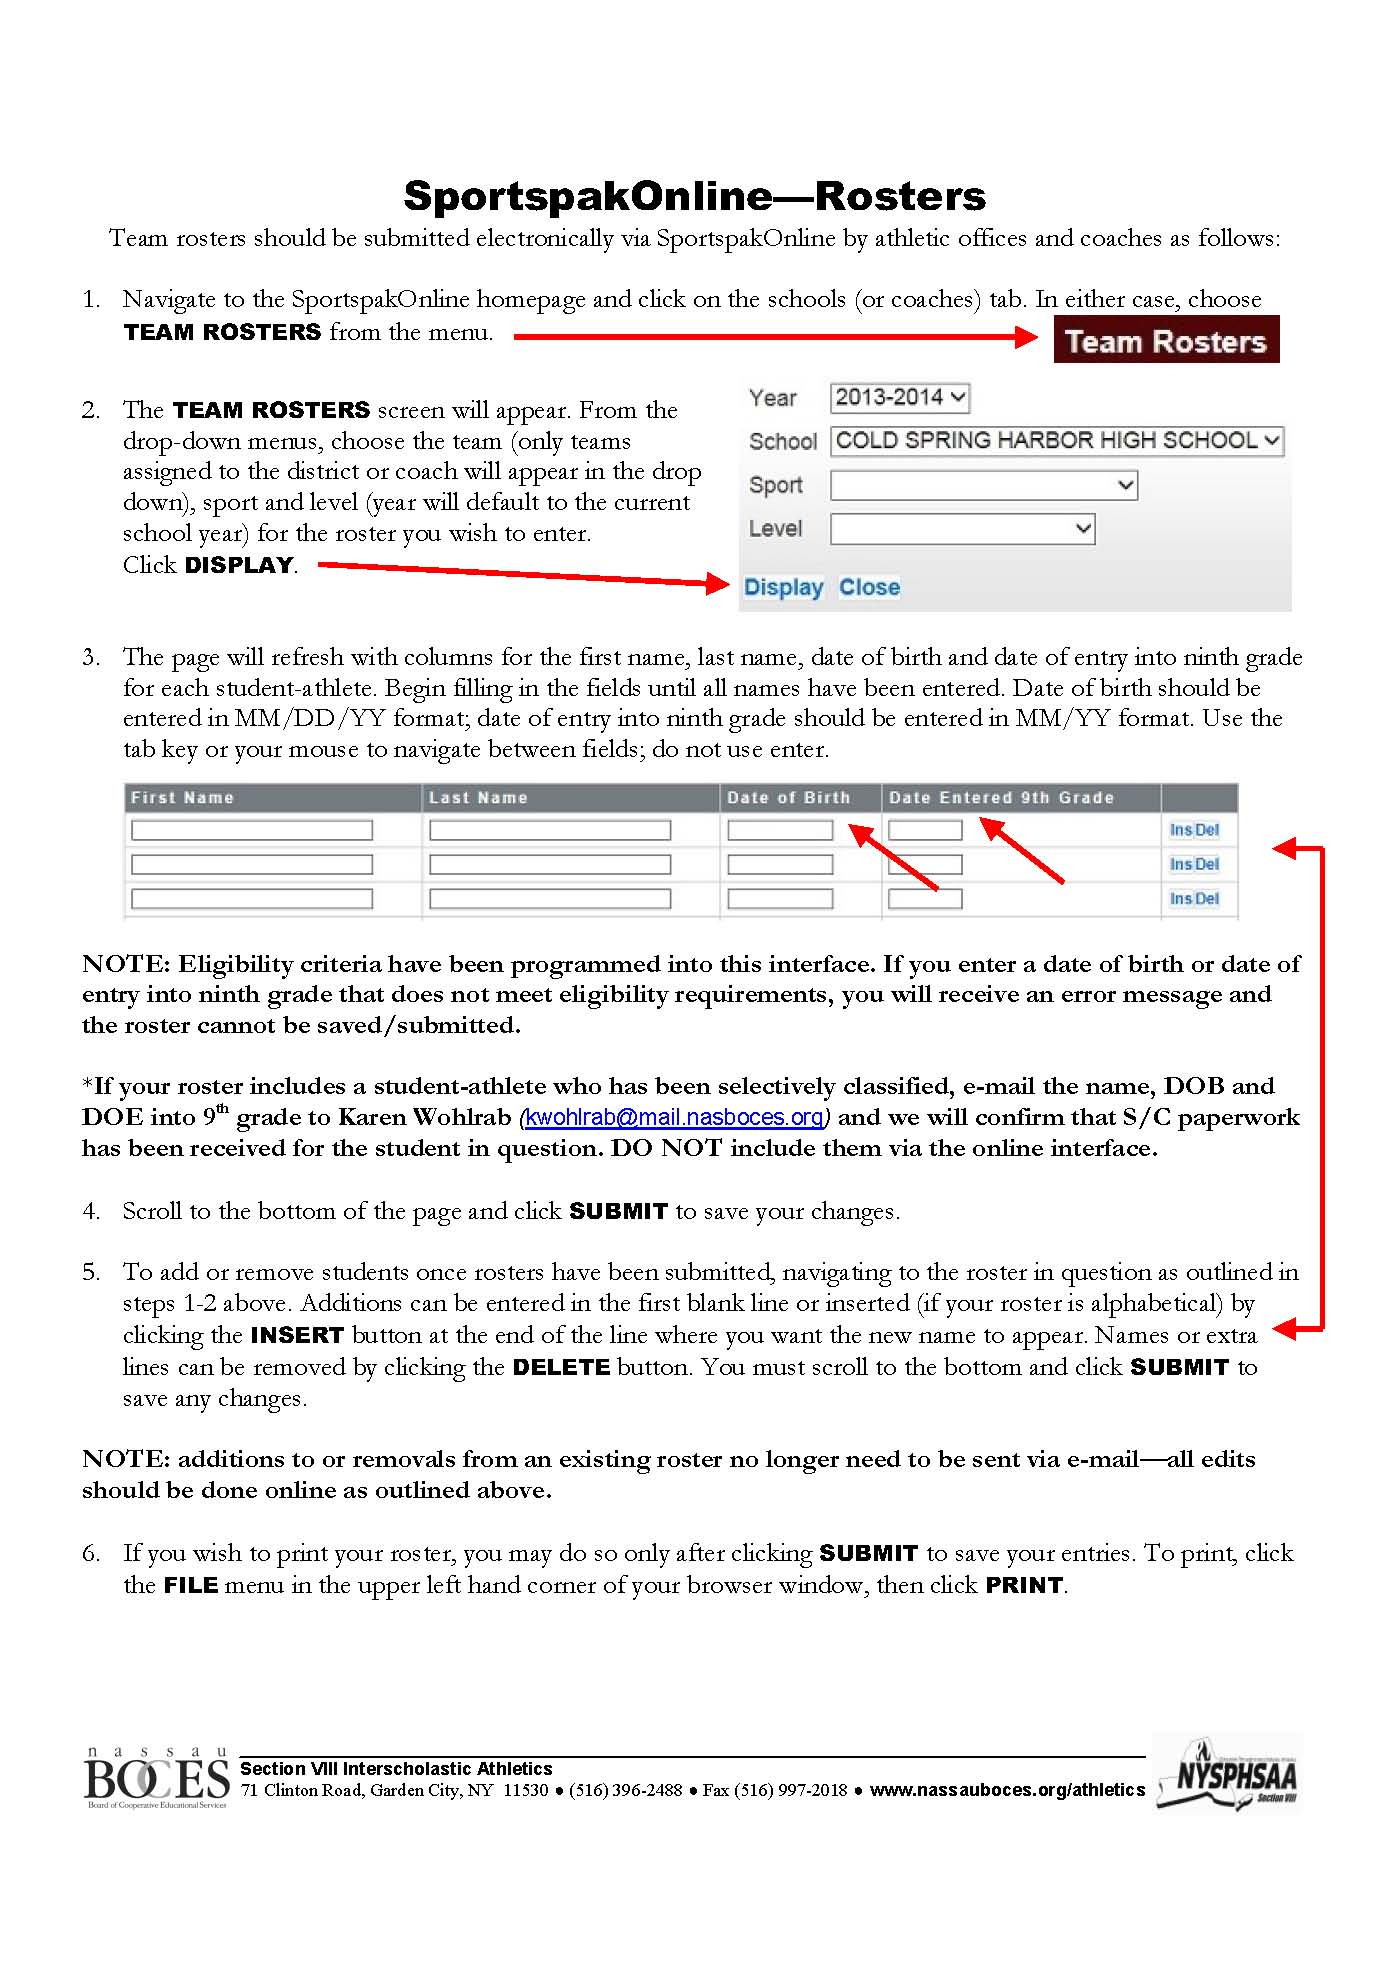 SportspakOnline—Rosters
Team rosters should be submitted electronically via SportspakOnline by athletic offices and coaches as follows:
1. Navigate to the SportspakOnline homepage and click on the schools (or coaches) tab. In either case, choose
TEAM ROSTERS from the menu.
Team Rosters
2. The TEAM ROSTERS screen will appear. From the
drop-down menus, choose the team (only teams
assigned to the district or coach will appear in the drop
down), sport and level (year will default to the current
school year) for the roster you wish to enter.
Click DISPLAY.
Year 2013-2014
School COLD SPRING HARBOR HIGH SCHOOL
Sport
Level
Display Close
3. The page will refresh with columns for the first name, last name, date of birth and date of entry into ninth grade
for each student-athlete. Begin filling in the fields until all names have been entered. Date of birth should be
entered in MM/DD/YY format; date of entry into ninth grade should be entered in MM/YY format. Use the
tab key or your mouse to navigate between fields; do not use enter.
First Name Last Name Date of Birth Date Entered 9th Grade
Ins Del
Ins Del
Ins Del
NOTE: Eligibility criteria have been programmed into this interface. If you enter a date of birth or date of
entry into ninth grade that does not meet eligibility requirements, you will receive an error message and
the roster cannot be saved/submitted.
*If your roster includes a student-athlete who has been selectively classified, e-mail the name, DOB and
DOE into 9th grade to Karen Wohlrab (kwohlrab@mail.nasboces.org) and we will confirm that S/C paperwork
has been received for the student in question. DO NOT include them via the online interface.
4. Scroll to the bottom of the page and click SUBMIT to save your changes.
5. To add or remove students once rosters have been submitted, navigating to the roster in question as outlined in
steps 1-2 above. Additions can be entered in the first blank line or inserted (if your roster is alphabetical) by
clicking the INSERT button at the end of the line where you want the new name to appear. Names or extra
lines can be removed by clicking the DELETE button. You must scroll to the bottom and click SUBMIT to
save any changes.
NOTE: additions to or removals from an existing roster no longer need to be sent via e-mail—all edits
should be done online as outlined above.
6. If you wish to print your roster, you may do so only after clicking SUBMIT to save your entries. To print, click
the FILE menu in the upper left hand corner of your browser window, then click PRINT.
nassau
BOCES
Board of Cooperative Educational Services
Section VIII Interscholastic Athletics
71 Clinton Road, Garden City, NY 11530 ● (516) 396-2488 ● Fax (516) 997-2018 ● www.nassauboces.org/athletics
NYSPHSAA
Section VIII